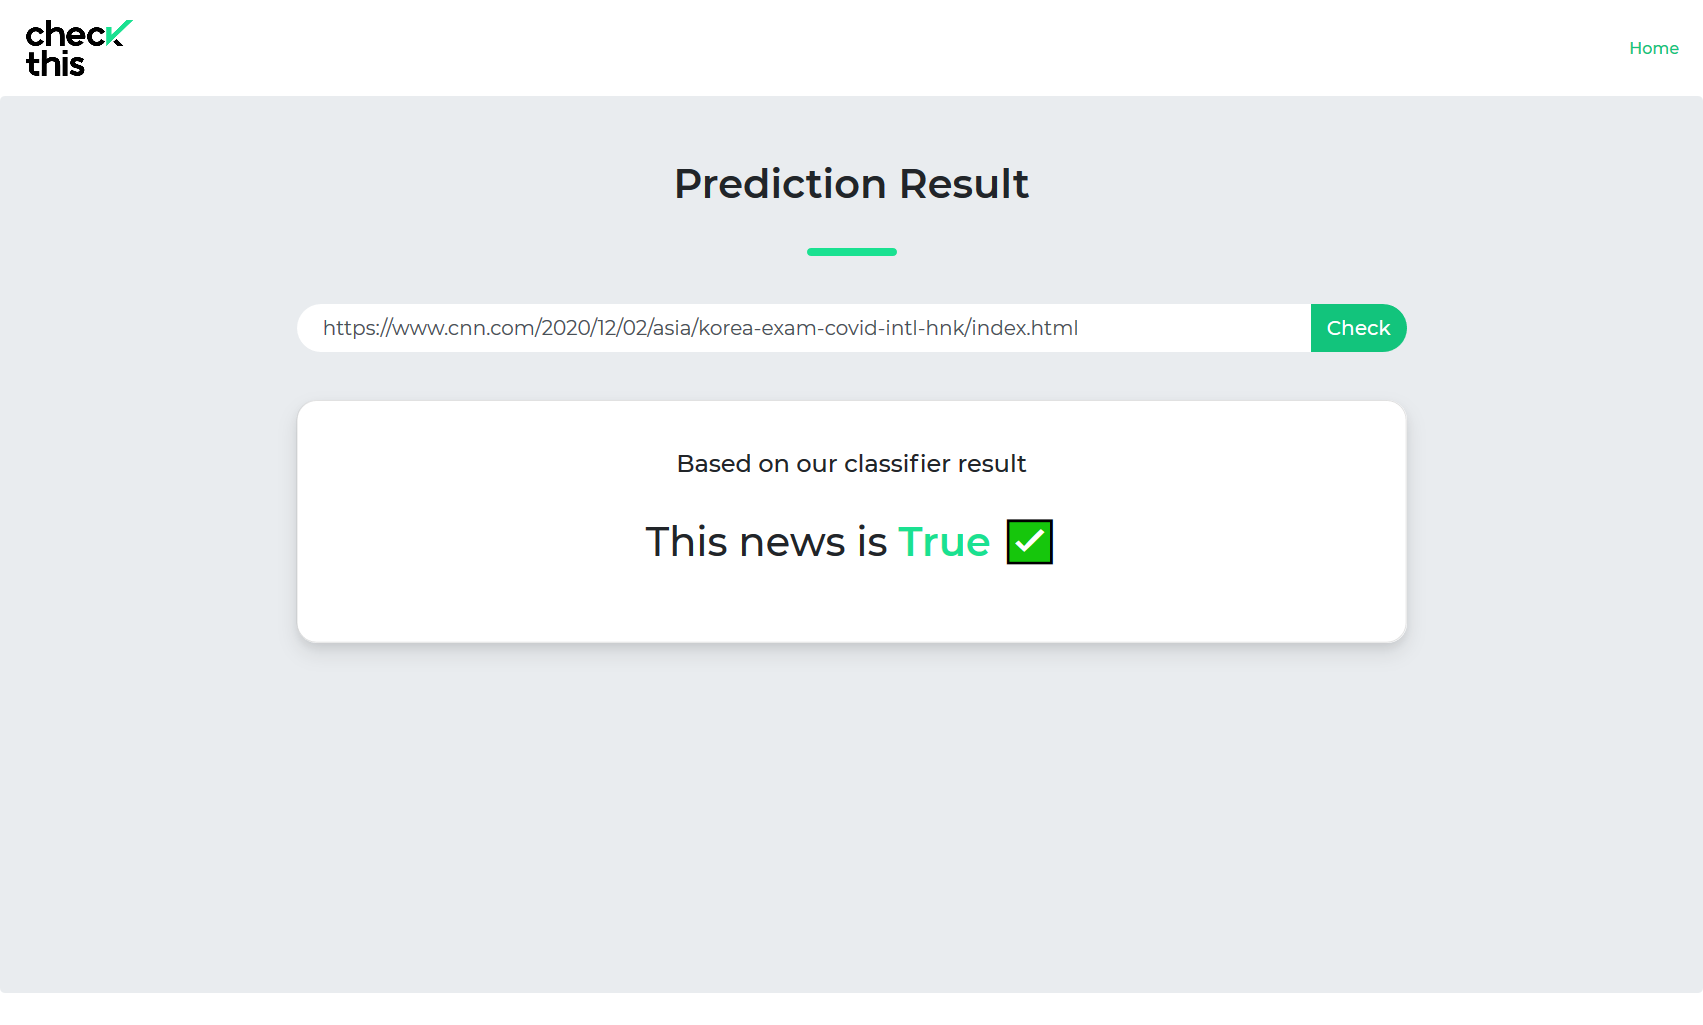 check
this
Home
Prediction Result
https://www.cnn.com/2020/12/02/asia/korea-exam-covid-intl-hnk/index.html
Check
Based on our classifier result
This news is True